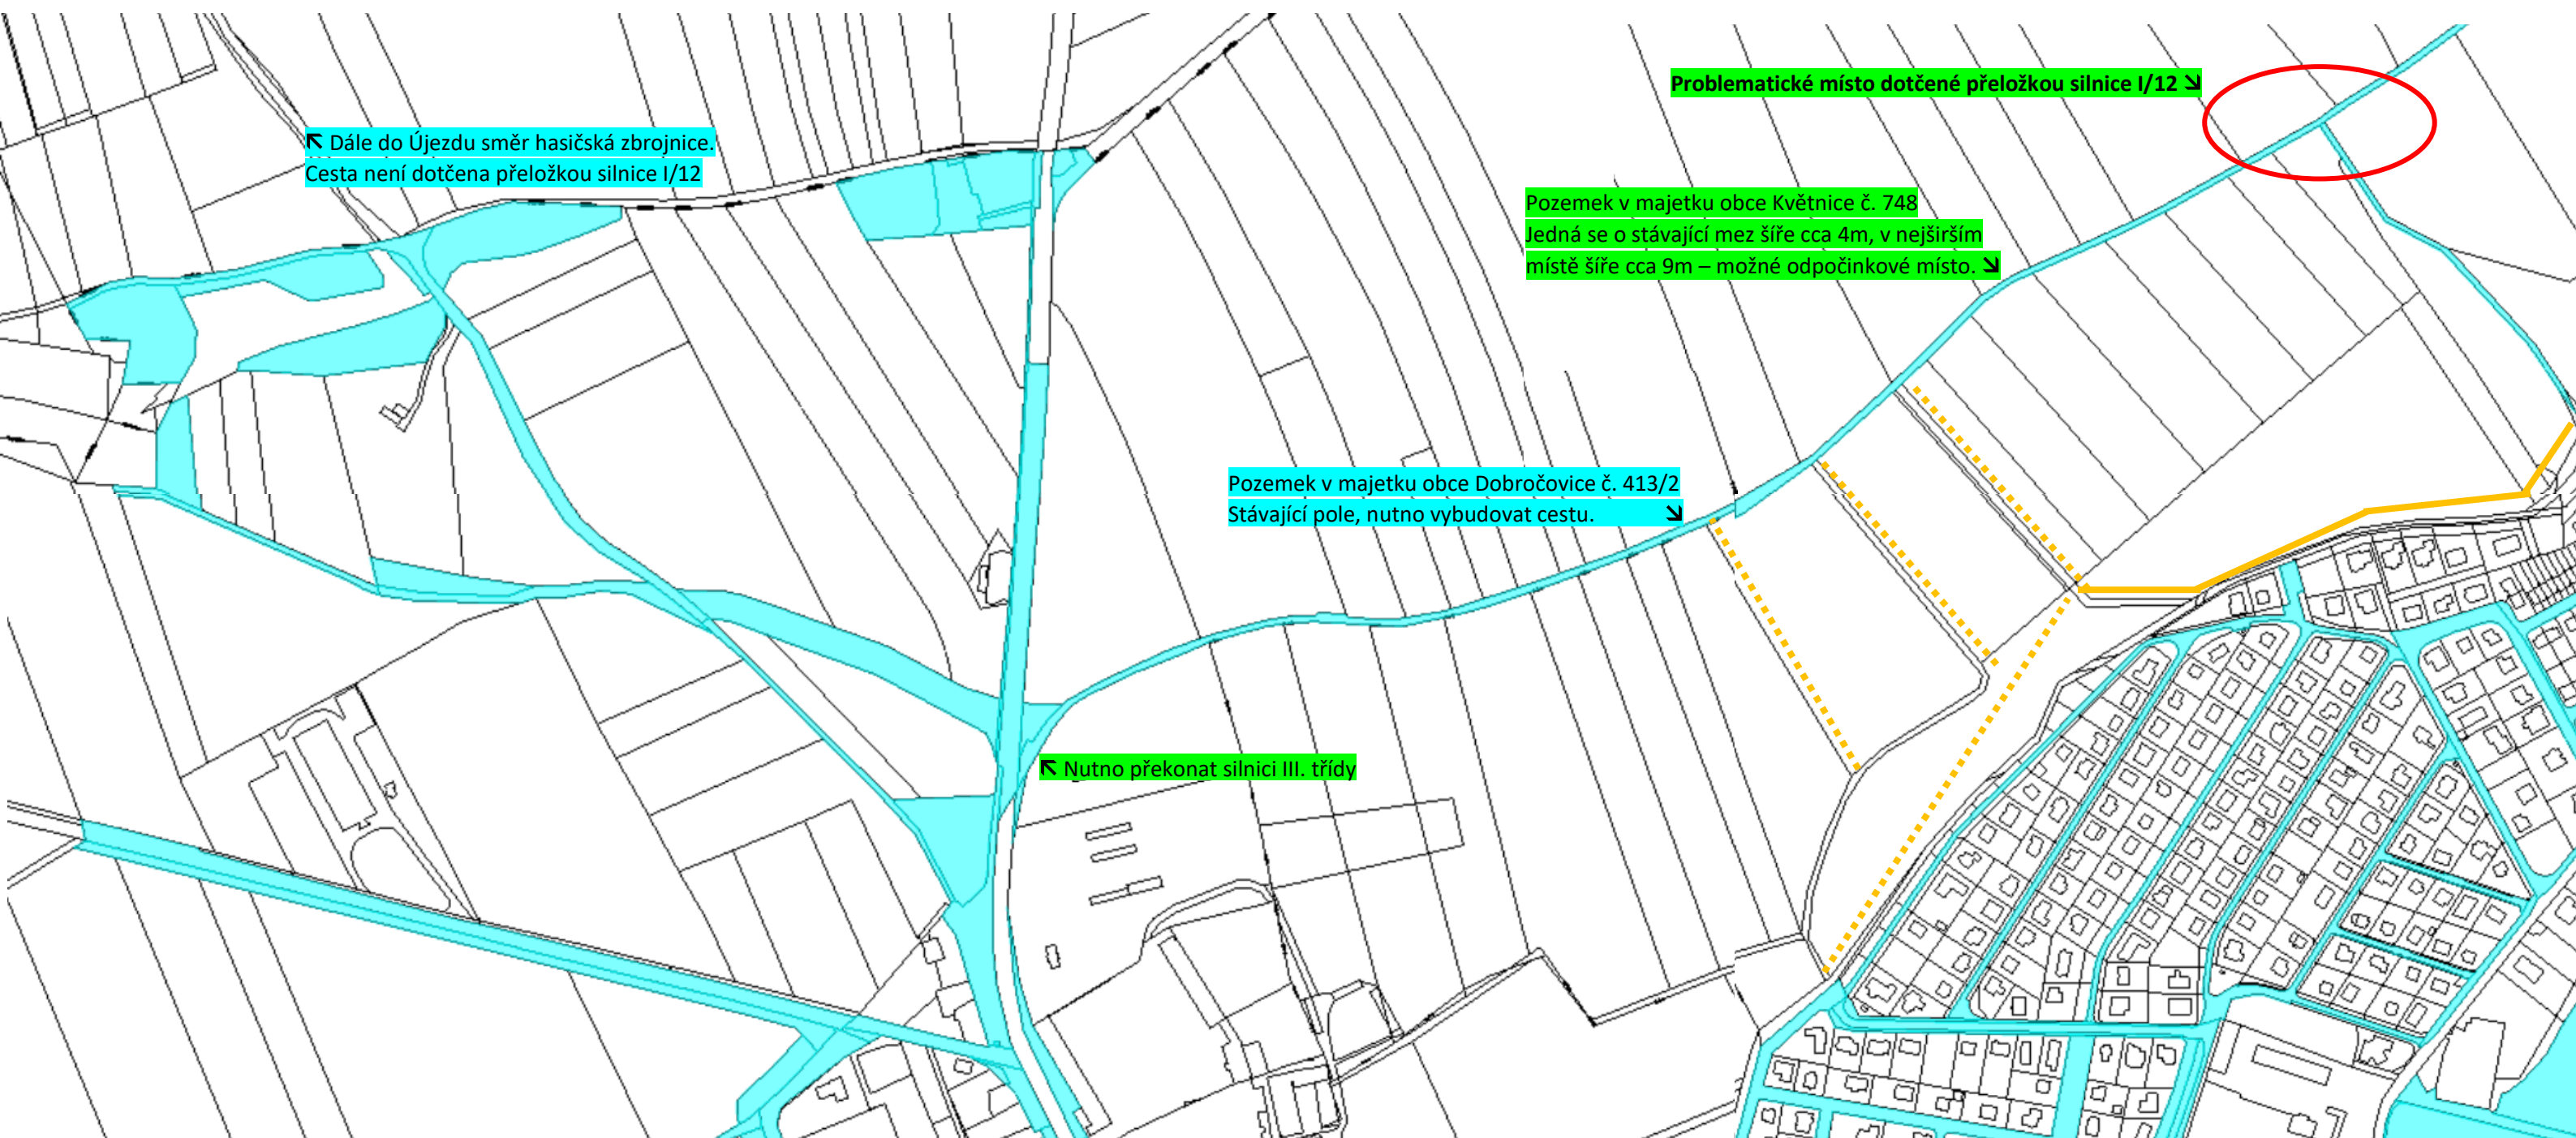 Problematické místo dotčené přeložkou silnice I/12 ↘
↖ Dále do Újezdu směr hasičská zbrojnice.
Cesta není dotčena přeložkou silnice I/12
Pozemek v majetku obce Květnice č. 748
Jedná se o stávající mez šíře cca 4m, v nejširším
místě šíře cca 9m – možné odpočinkové místo. ↘
Pozemek v majetku obce Dobročovice č. 413/2
Stávající pole, nutno vybudovat cestu. ↘
↖ Nutno překonat silnici III. třídy